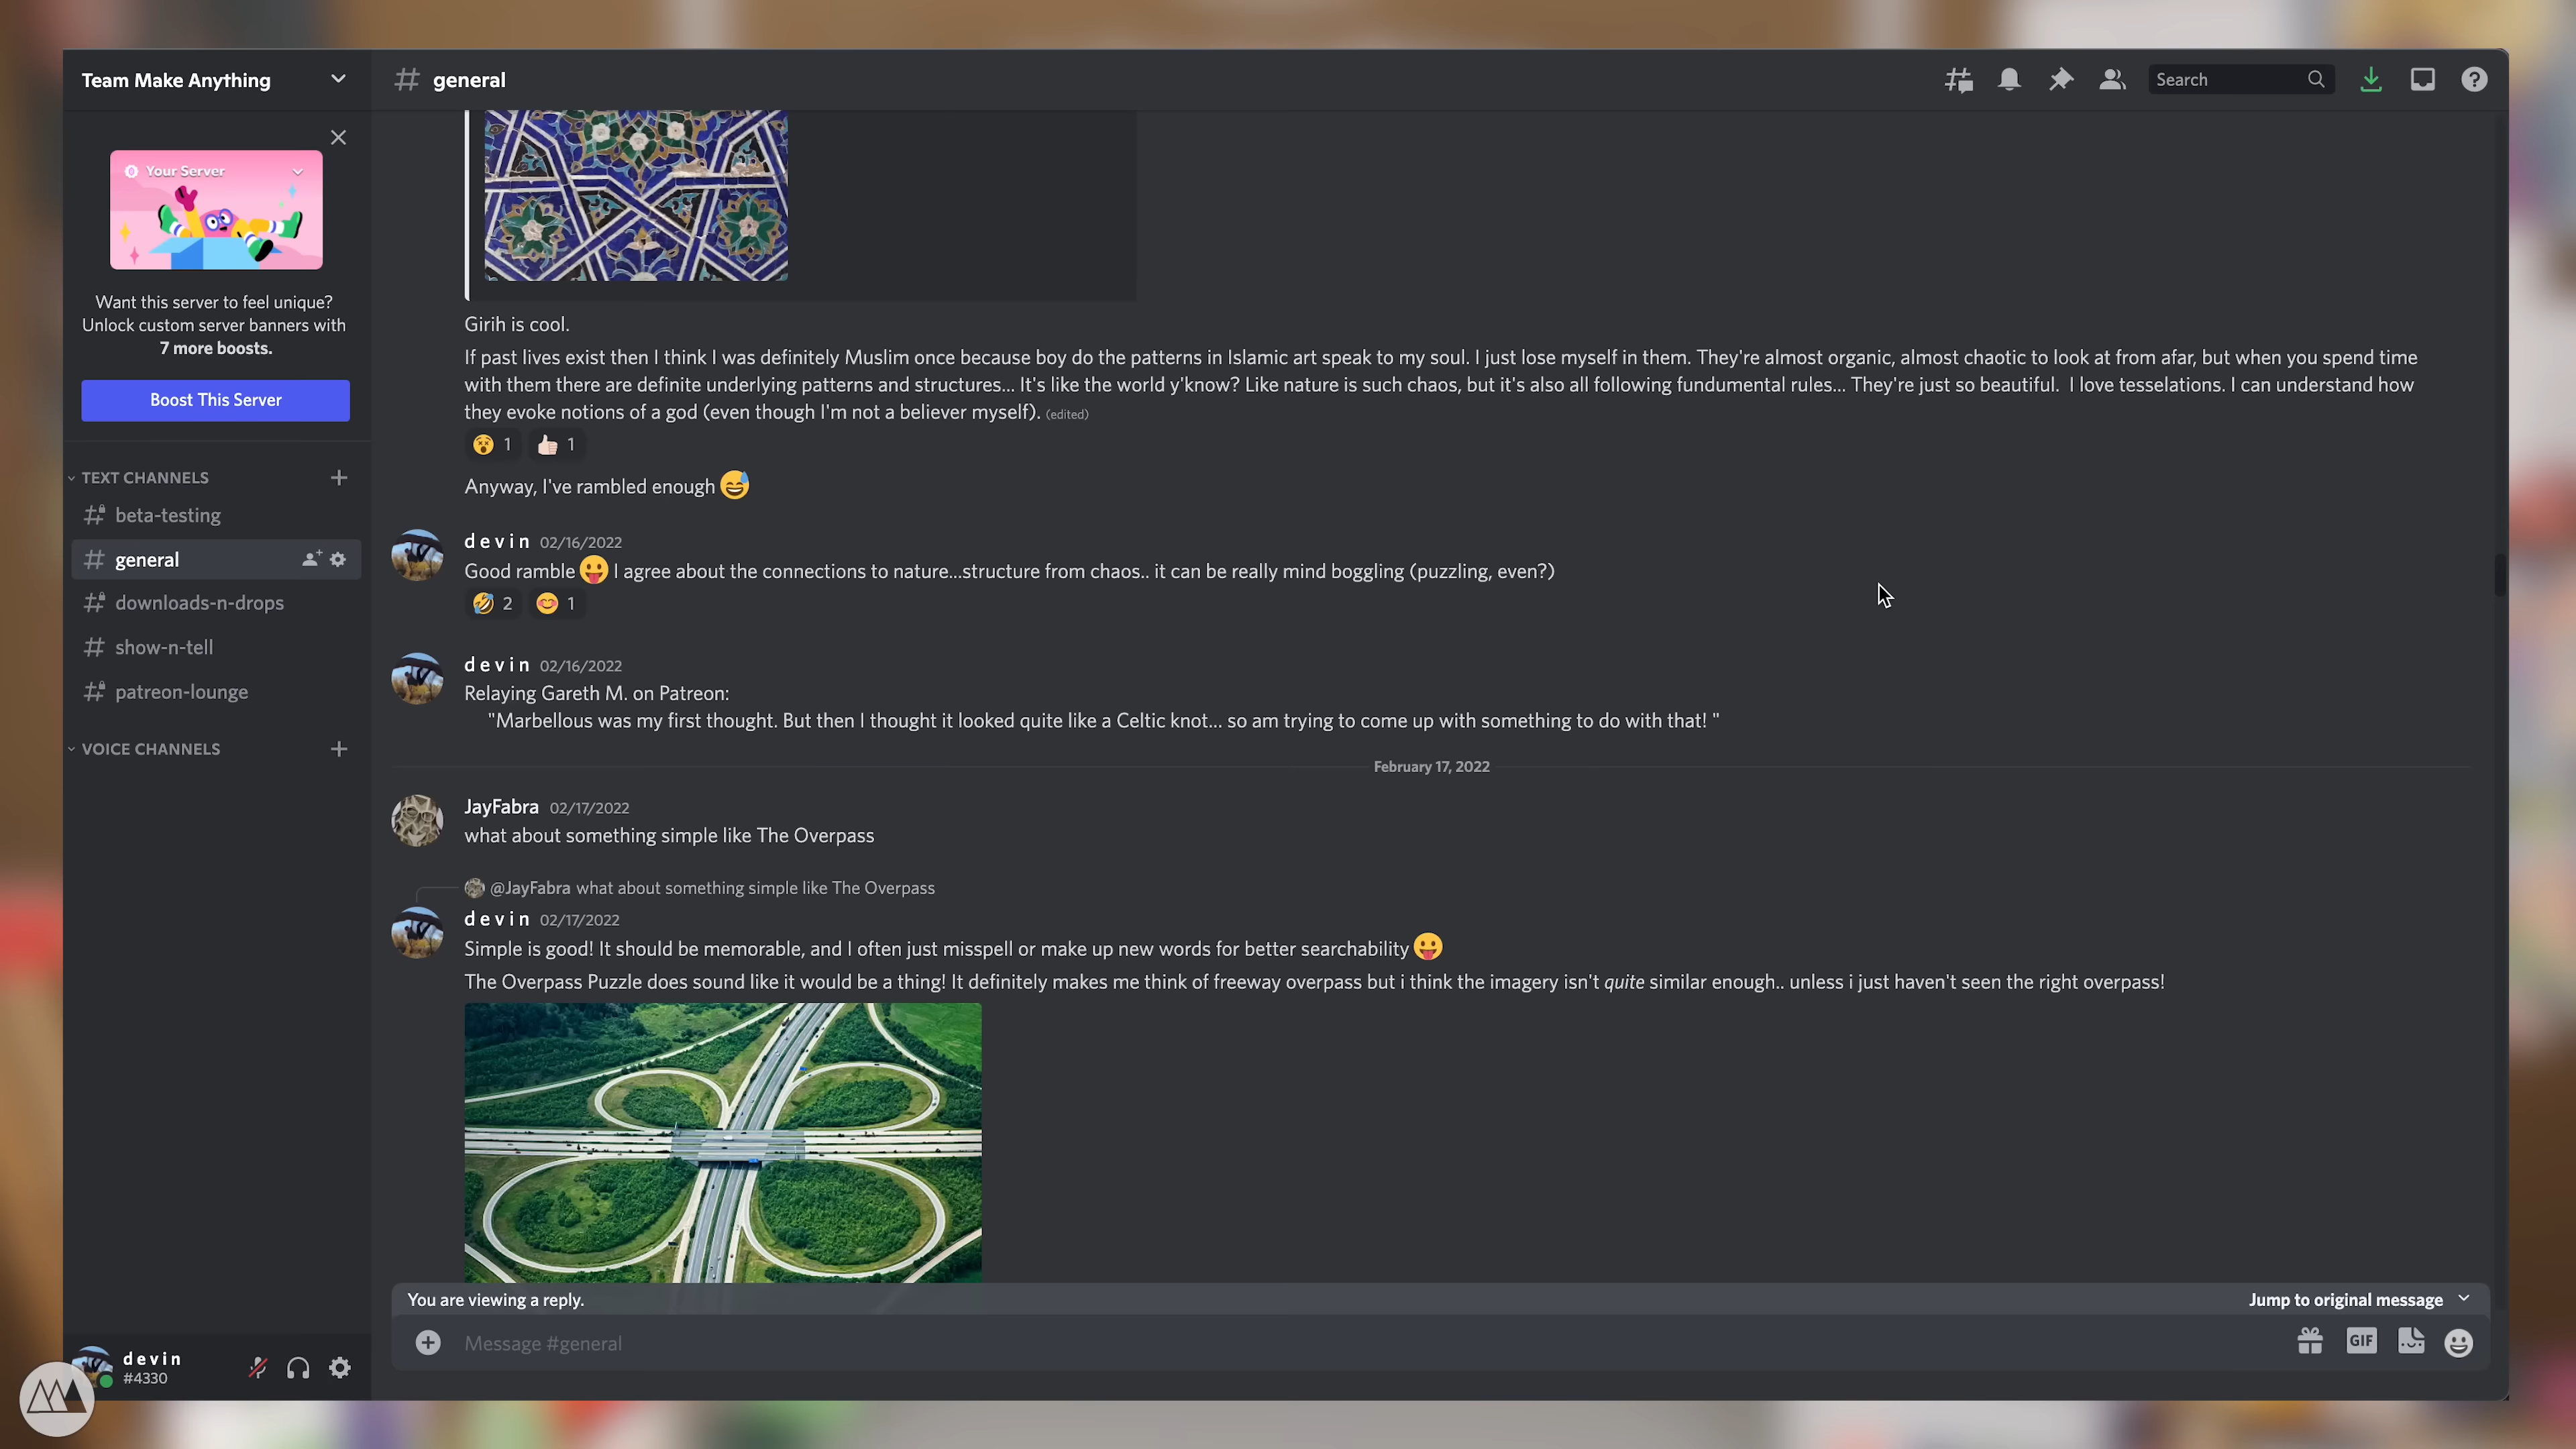 Team Make Anything
Your Server
Want this server to feel unique?
Unlock custom server banners with
7 more boosts.
Boost This Server
TEXT CHANNELS
beta-testing
general
downloads-n-drops
show-n-tell
patreon-lounge
VOICE CHANNELS
devin
#4330
# general
Search
Girih is cool.
If past lives exist then I think I was definitely Muslim once because boy do the patterns in Islamic art speak to my soul. I just lose myself in them. They're almost organic, almost chaotic to look at from afar, but when you spend time
with them there are definite underlying patterns and structures... It's like the world y'know? Like nature is such chaos, but it's also all following fundumental rules... They're just so beautiful. I love tesselations. I can understand how
they evoke notions of a god (even though I'm not a believer myself). (edited)
1 1
Anyway, I've rambled enough
devin 02/16/2022
Good ramble I agree about the connections to nature...structure from chaos.. it can be really mind boggling (puzzling, even?)
2 1
devin 02/16/2022
Relaying Gareth M. on Patreon:
"Marbellous was my first thought. But then I thought it looked quite like a Celtic knot... so am trying to come up with something to do with that! "
February 17, 2022
JayFabra 02/17/2022
what about something simple like The Overpass
@JayFabra what about something simple like The Overpass
devin 02/17/2022
Simple is good! It should be memorable, and I often just misspell or make up new words for better searchability
The Overpass Puzzle does sound like it would be a thing! It definitely makes me think of freeway overpass but i think the imagery isn't quite similar enough.. unless i just haven't seen the right overpass!
You are viewing a reply.
Jump to original message
Message #general
GIF